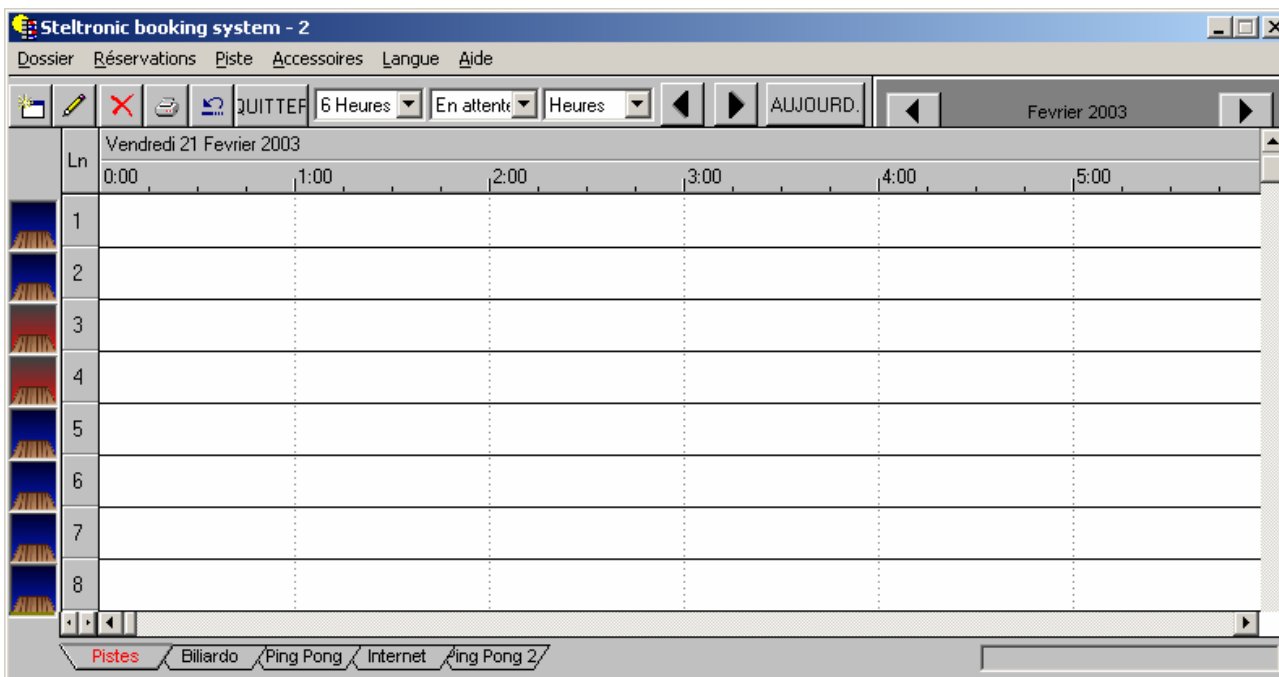 Steltronic booking system - 2
Dossier Réservations Piste Accessoires Langue Aide
QUITTER 6 Heures En attente Heures AUJOURD. Fevrier 2003
Ln Vendredi 21 Fevrier 2003
0:00 1:00 2:00 3:00 4:00 5:00
1
2
3
4
5
6
7
8
Pistes Biliardo Ping Pong Internet Ping Pong 2